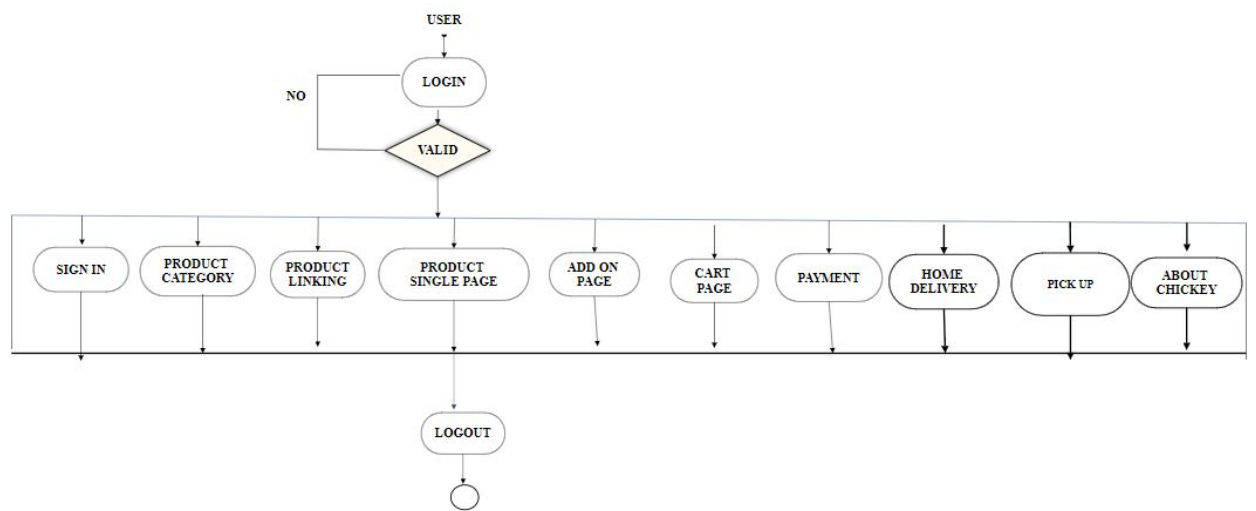 USER
LOGIN
NO
VALID
SIGN IN
PRODUCT
CATEGORY
PRODUCT
LINKING
PRODUCT
SINGLE PAGE
ADD ON
PAGE
CART
PAGE
PAYMENT
HOME
DELIVERY
PICK UP
ABOUT
CHICKEY
LOGOUT